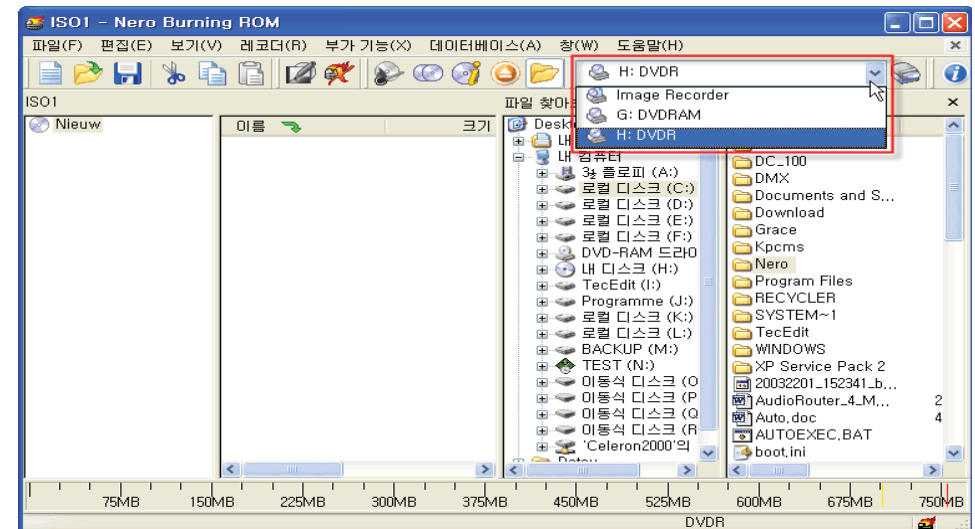 ISO1 - Nero Burning ROM
파일(F) 편집(E) 보기(V) 레코더(R) 부가 기능(X) 데이터베이스(A) 창(W) 도움말(H)
H: DVDR
Image Recorder
G: DVDRAM
H: DVDR
ISO1
파일 찾아
Nieuw
이름 크기
Deskt
내 컴퓨터
3½ 플로피 (A:)
로컬 디스크 (C:)
로컬 디스크 (D:)
로컬 디스크 (E:)
로컬 디스크 (F:)
DVD-RAM 드라이
내 디스크 (H:)
TecEdit (I:)
Programme (J:)
로컬 디스크 (K:)
로컬 디스크 (L:)
BACKUP (M:)
TEST (N:)
이동식 디스크 (O
이동식 디스크 (P
이동식 디스크 (Q
이동식 디스크 (R
'Celeron2000'의
DC_100
DMX
Documents and S...
Download
Grace
Kpcms
Nero
Program Files
RECYCLER
SYSTEM~1
TecEdit
WINDOWS
XP Service Pack 2
20032201_152341_b...
AudioRouter_4_M... 2
Auto.doc 4
AUTOEXEC.BAT
boot.ini
75MB 150MB 225MB 300MB 375MB 450MB 525MB 600MB 675MB 750MB
DVDR